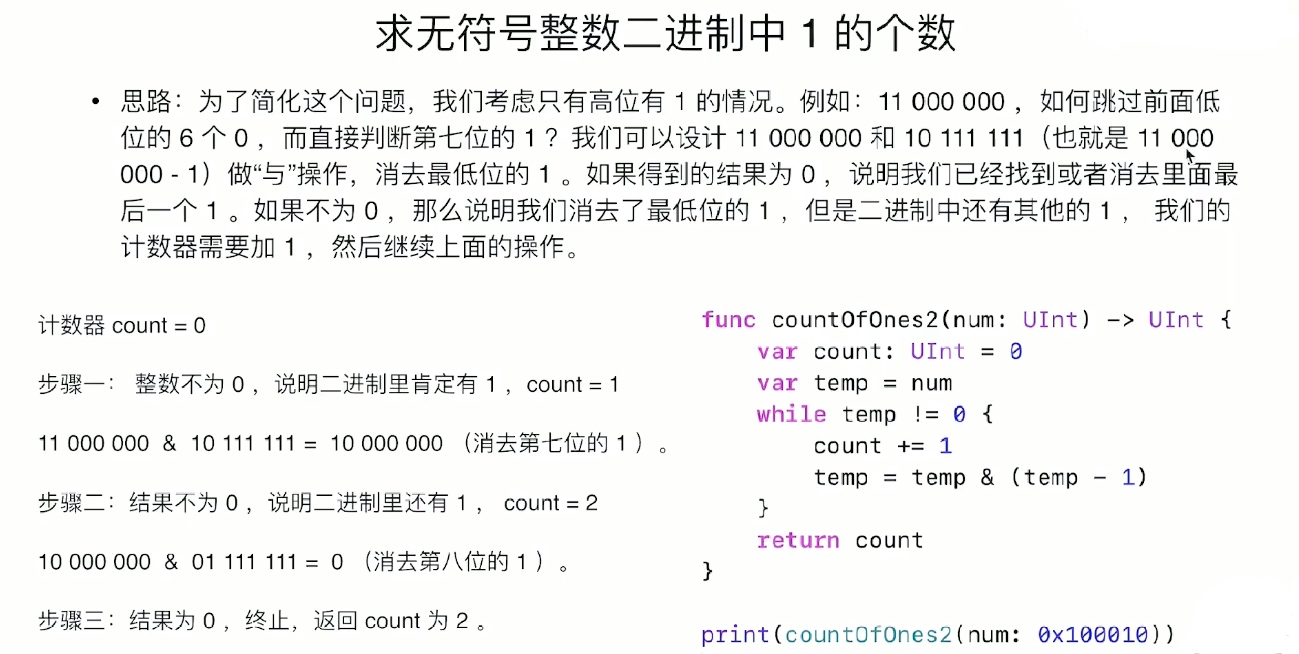 求无符号整数二进制中 1 的个数
• 思路：为了简化这个问题，我们考虑只有高位有 1 的情况。例如：11 000 000 ，如何跳过前面低
位的 6 个 0 ，而直接判断第七位的 1 ？我们可以设计 11 000 000 和 10 111 111（也就是 11 000
000 - 1）做“与”操作，消去最低位的 1 。如果得到的结果为 0 ，说明我们已经找到或者消去里面最
后一个 1 。如果不为 0 ，那么说明我们消去了最低位的 1 ，但是二进制中还有其他的 1 ， 我们的
计数器需要加 1 ，然后继续上面的操作。
计数器 count = 0
步骤一： 整数不为 0 ，说明二进制里肯定有 1 ，count = 1
11 000 000 & 10 111 111 = 10 000 000 （消去第七位的 1 ）。
步骤二：结果不为 0 ，说明二进制里还有 1 ， count = 2
10 000 000 & 01 111 111 = 0 （消去第八位的 1 ）。
步骤三：结果为 0 ，终止，返回 count 为 2 。
func countOfOnes2(num: UInt) -> UInt {
    var count: UInt = 0
    var temp = num
    while temp != 0 {
        count += 1
        temp = temp & (temp - 1)
    }
    return count
}
print(countOfOnes2(num: 0x100010))